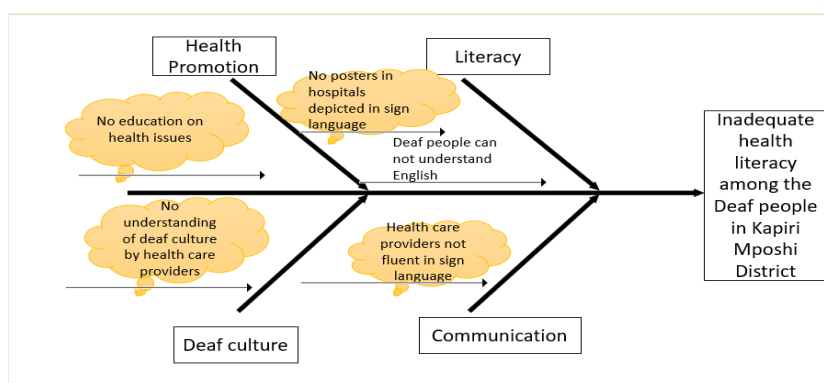 Health
Promotion
Literacy
No posters in
hospitals
depicted in sign
language
No education on
health issues
Deaf people can
not understand
English
Inadequate
health
literacy
among the
Deaf people
in Kapiri
Mposhi
District
No
understanding
of deaf culture
by health care
providers
Health care
providers not
fluent in sign
language
Deaf culture
Communication